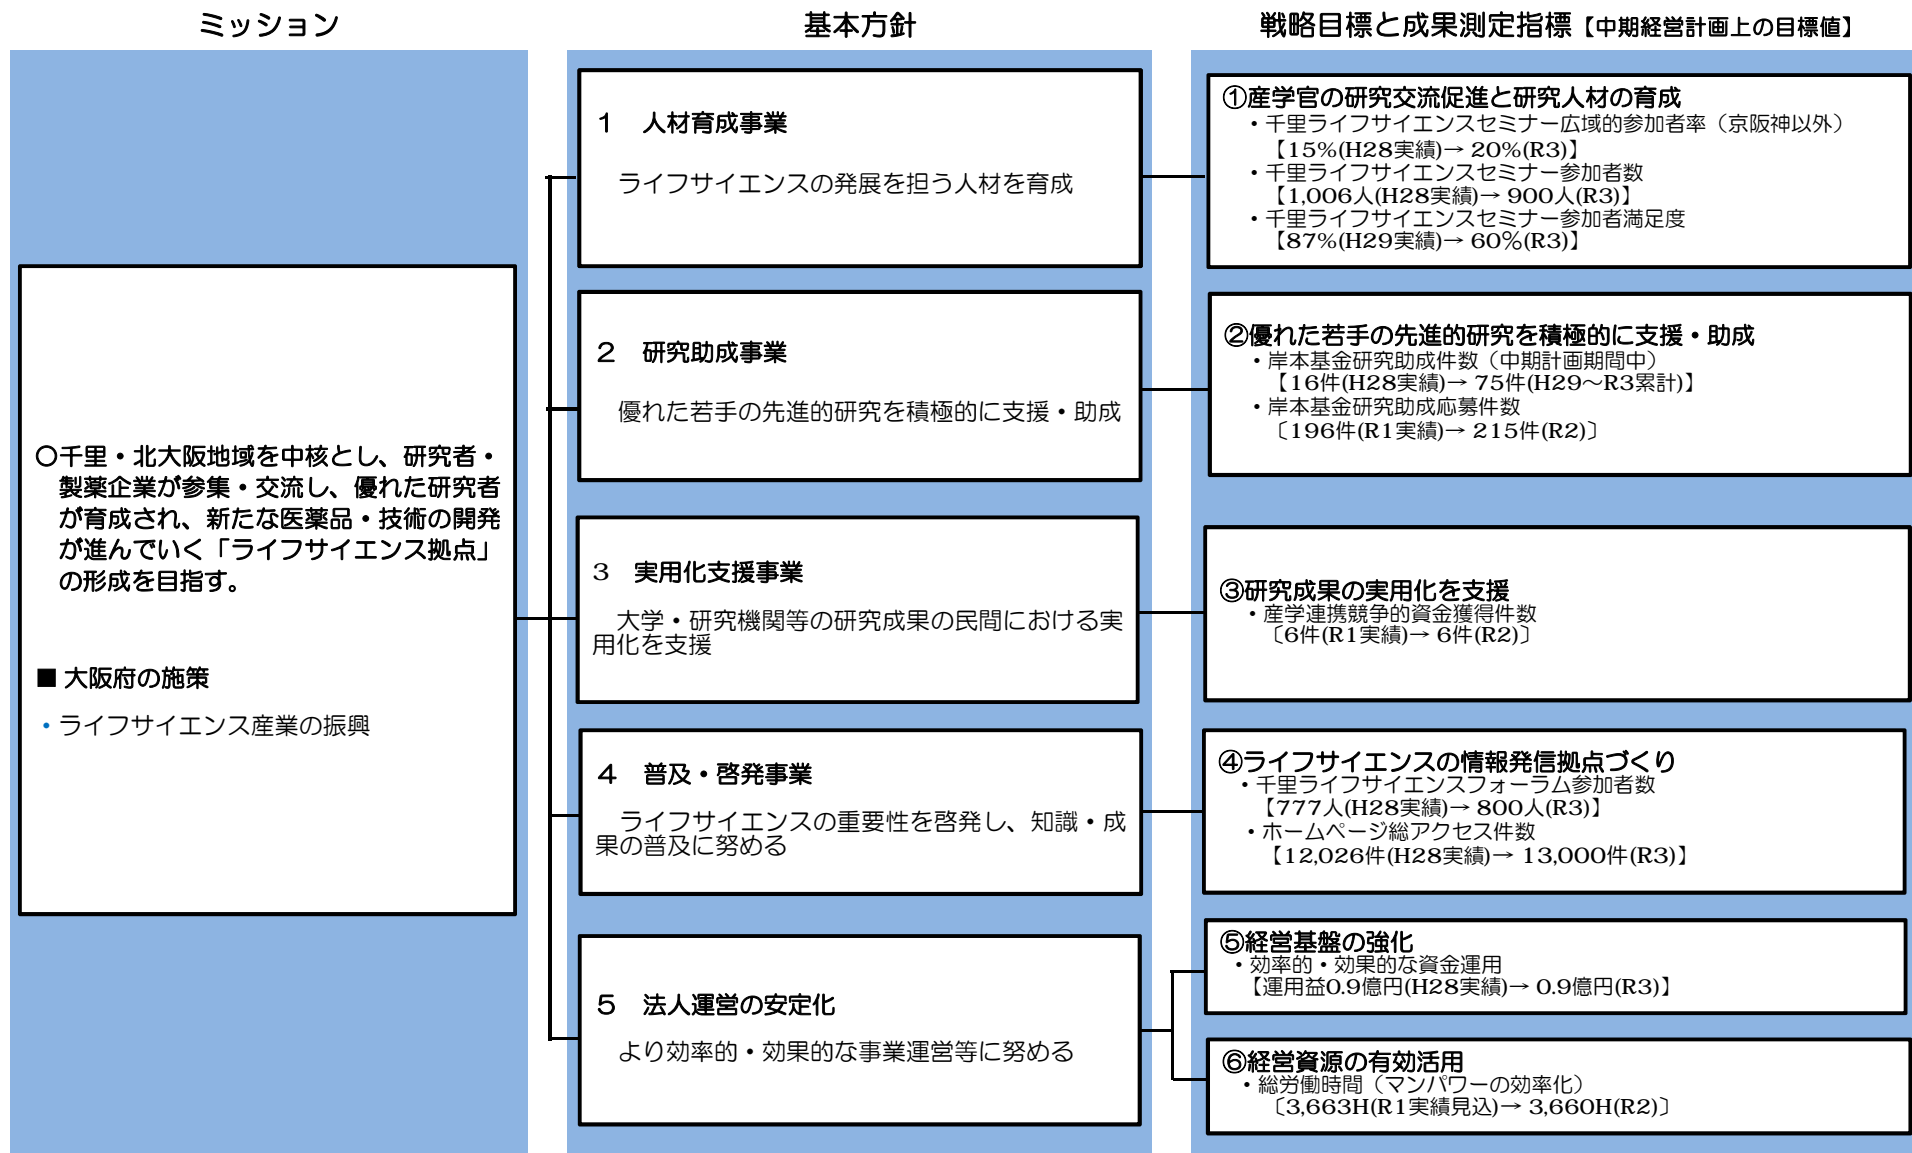 ミッション
基本方針
戦略目標と成果測定指標【中期経営計画上の目標値】
〇千里・北大阪地域を中核とし、研究者・
製薬企業が参集・交流し、優れた研究者
が育成され、新たな医薬品・技術の開発
が進んでいく「ライフサイエンス拠点」
の形成を目指す。
■ 大阪府の施策
・ライフサイエンス産業の振興
1 人材育成事業
ライフサイエンスの発展を担う人材を育成
2 研究助成事業
優れた若手の先進的研究を積極的に支援・助成
3 実用化支援事業
大学・研究機関等の研究成果の民間における実
用化を支援
4 普及・啓発事業
ライフサイエンスの重要性を啓発し、知識・成
果の普及に努める
5 法人運営の安定化
より効率的・効果的な事業運営等に努める
①産学官の研究交流促進と研究人材の育成
・千里ライフサイエンスセミナー広域的参加者率（京阪神以外）
【15%(H28実績)→ 20%(R3)】
・千里ライフサイエンスセミナー参加者数
【1,006人(H28実績)→ 900人(R3)】
・千里ライフサイエンスセミナー参加者満足度
【87%(H29実績)→ 60％(R3)】
②優れた若手の先進的研究を積極的に支援・助成
・岸本基金研究助成件数（中期計画期間中）
【16件(H28実績)→ 75件(H29～R3累計)】
・岸本基金研究助成応募件数
〔196件(R1実績)→ 215件(R2)〕
③研究成果の実用化を支援
・産学連携競争的資金獲得件数
〔6件(R1実績)→ 6件(R2)〕
④ライフサイエンスの情報発信拠点づくり
・千里ライフサイエンスフォーラム参加者数
【777人(H28実績)→ 800人(R3)】
・ホームページ総アクセス件数
【12,026件(H28実績)→ 13,000件(R3)】
⑤経営基盤の強化
・効率的・効果的な資金運用
【運用益0.9億円(H28実績)→ 0.9億円(R3)】
⑥経営資源の有効活用
・総労働時間（マンパワーの効率化）
〔3,663H(R1実績見込)→ 3,660H(R2)〕